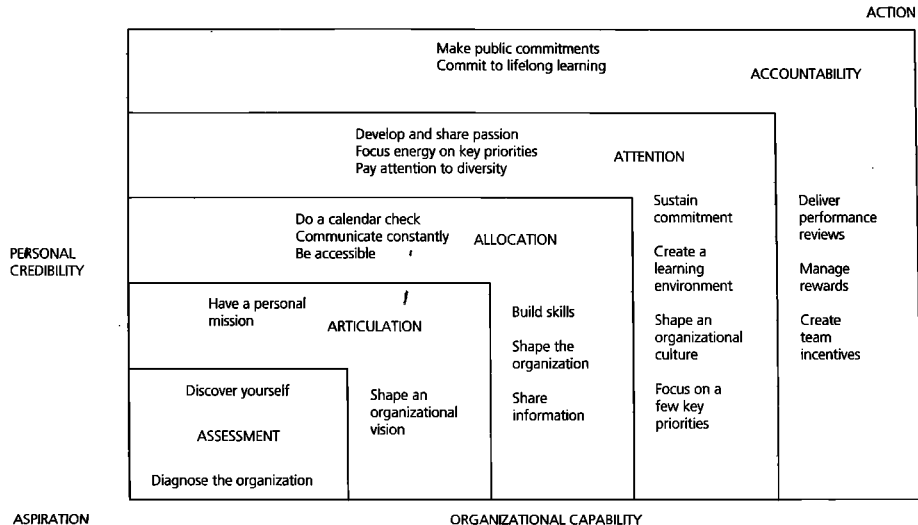 ACTION
Make public commitments
Commit to lifelong learning
ACCOUNTABILITY
Develop and share passion
Focus energy on key priorities
Pay attention to diversity
ATTENTION
Sustain
commitment
Create a
learning
environment
Shape an
organizational
culture
Focus on a
few key
priorities
Deliver
performance
reviews
Manage
rewards
Create
team
incentives
Do a calendar check
Communicate constantly
Be accessible
ALLOCATION
Build skills
Shape the
organization
Share
information
PERSONAL
CREDIBILITY
Have a personal
mission
ARTICULATION
Shape an
organizational
vision
Discover yourself
ASSESSMENT
Diagnose the organization
ASPIRATION
ORGANIZATIONAL CAPABILITY